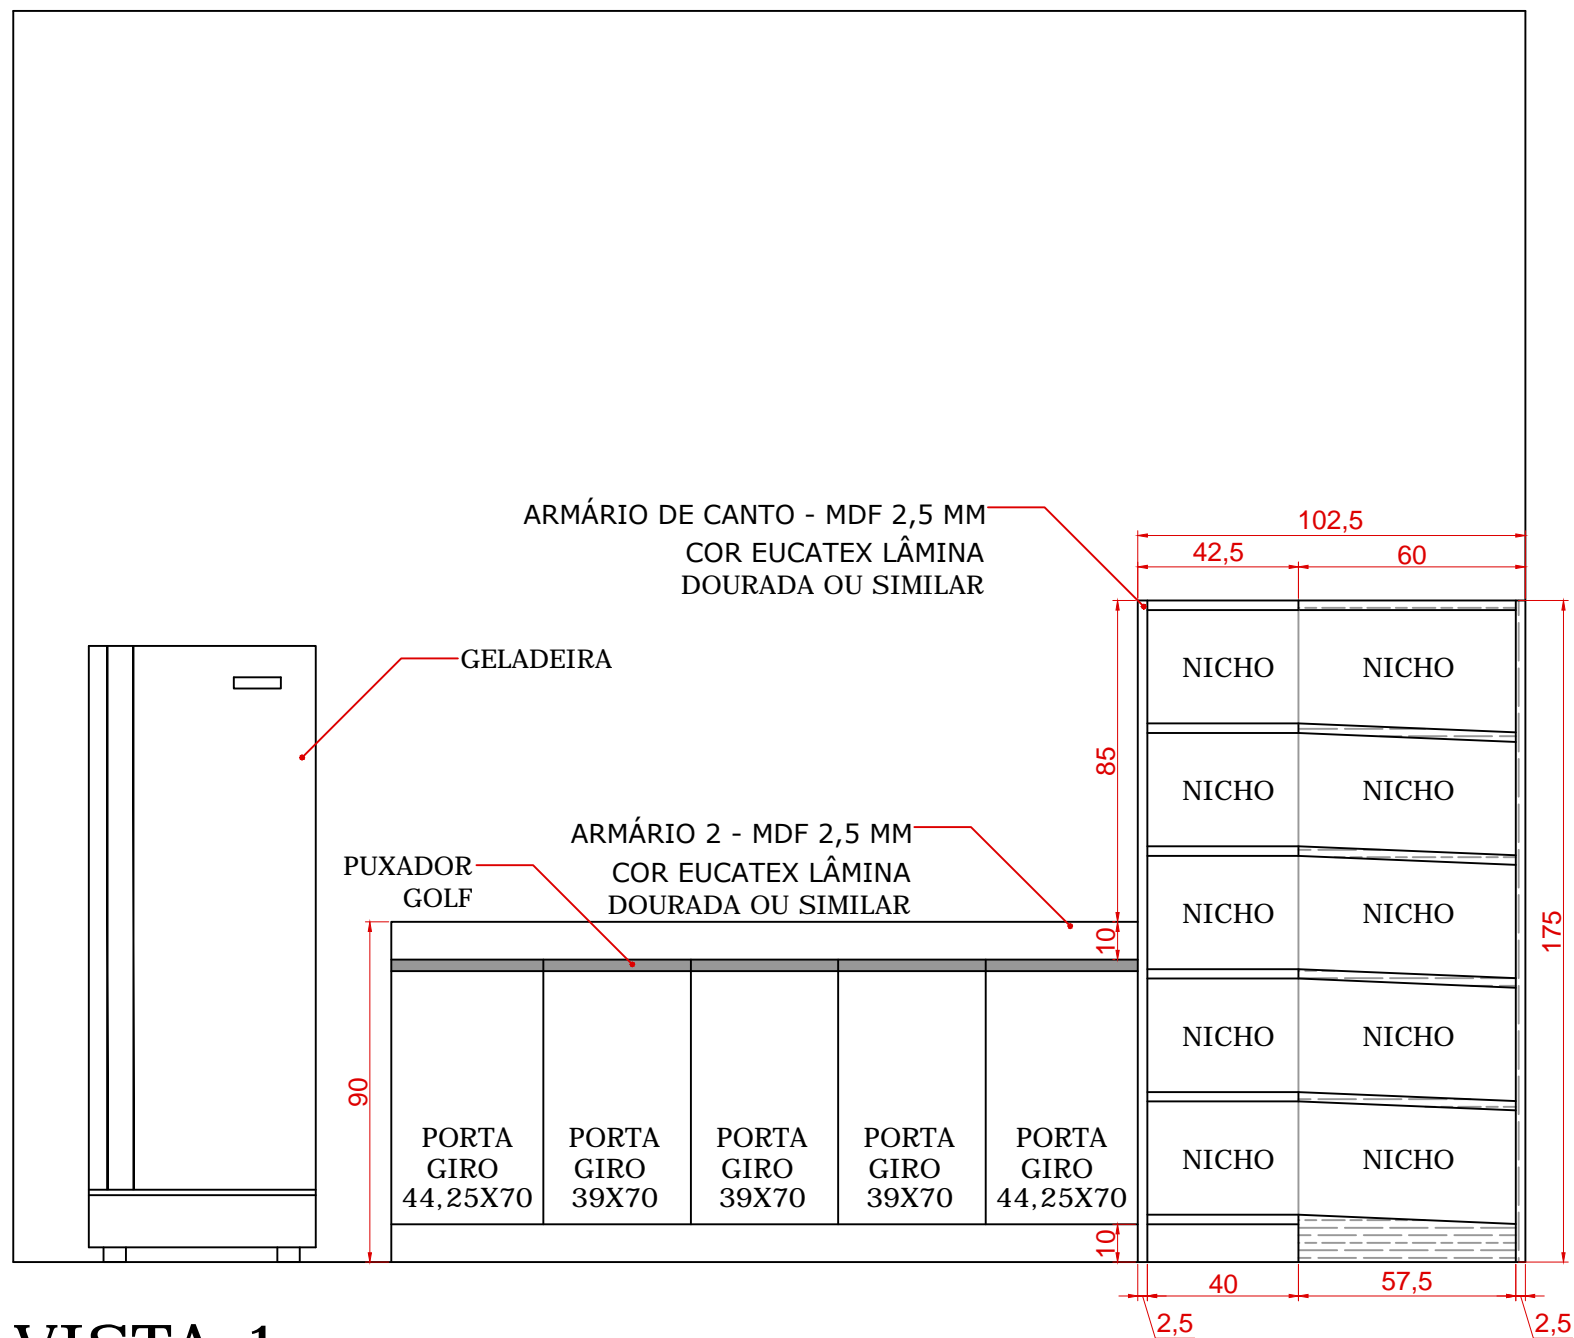 ARMÁRIO DE CANTO - MDF 2,5 MM
COR EUCATEX LÂMINA
DOURADA OU SIMILAR
102,5
42,5
60
GELADEIRA
NICHO
NICHO
85
NICHO
NICHO
ARMÁRIO 2 - MDF 2,5 MM
COR EUCATEX LÂMINA
DOURADA OU SIMILAR
PUXADOR
GOLF
10
NICHO
NICHO
175
90
NICHO
NICHO
PORTA
GIRO
44,25X70
PORTA
GIRO
39X70
PORTA
GIRO
39X70
PORTA
GIRO
39X70
PORTA
GIRO
44,25X70
NICHO
NICHO
10
40
57,5
2,5
2,5
VISTA 1